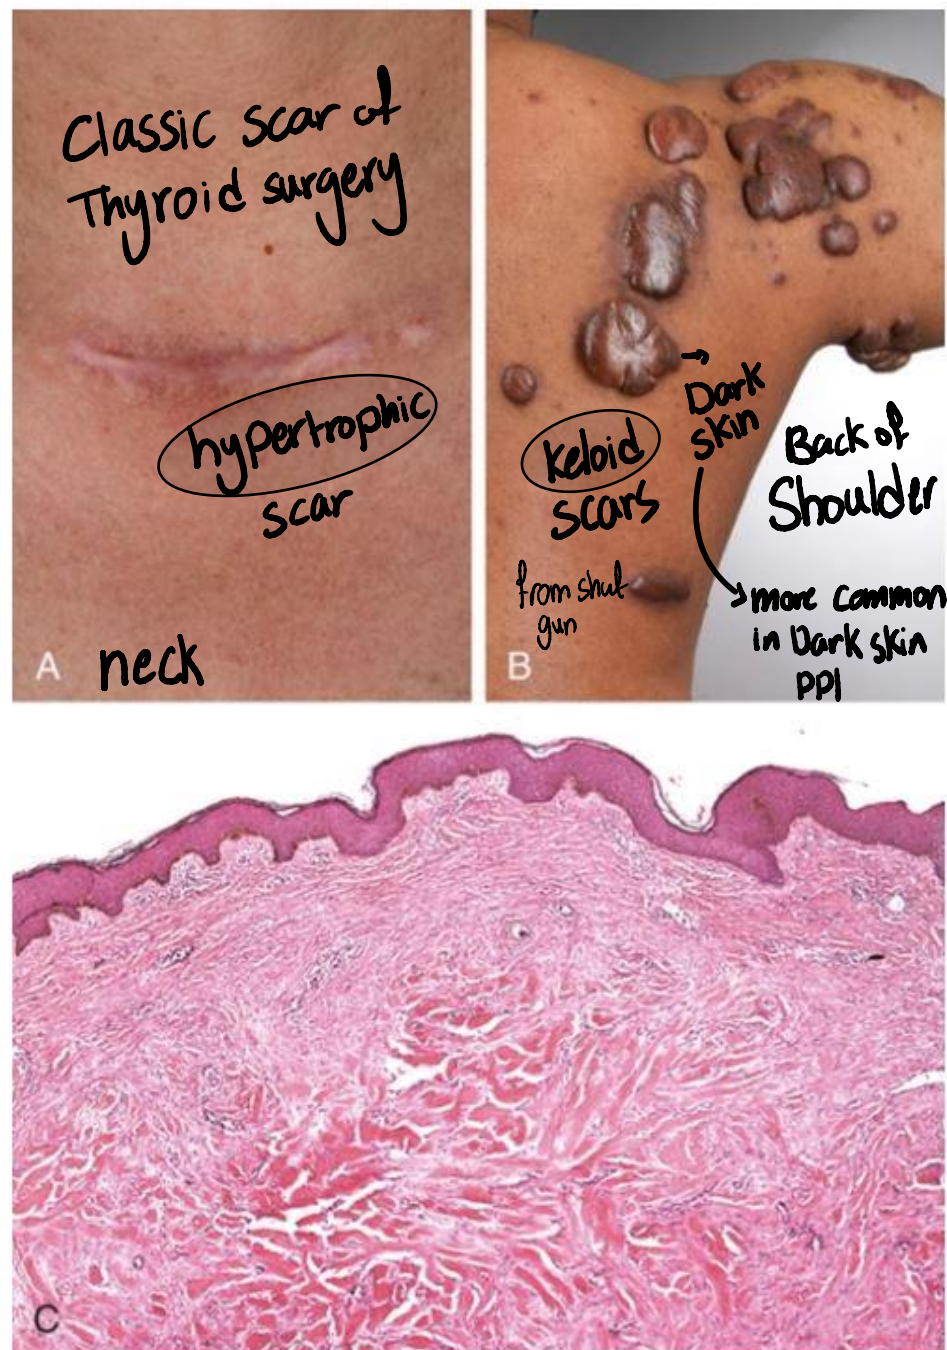 Classic scar of
Thyroid surgery
hypertrophic
scar
neck
A
Dark
skin
keloid
scars
Back of
Shoulder
from shut
gun
more common
in Dark skin
ppl
B
C